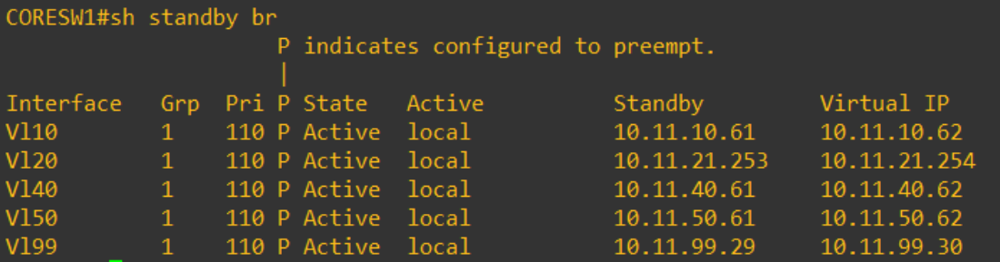 CORESW1#sh standby br
P indicates configured to preempt.
|
Interface Grp Pri P State Active Standby Virtual IP
Vl10 1 110 P Active local 10.11.10.61 10.11.10.62
Vl20 1 110 P Active local 10.11.21.253 10.11.21.254
Vl40 1 110 P Active local 10.11.40.61 10.11.40.62
Vl50 1 110 P Active local 10.11.50.61 10.11.50.62
Vl99 1 110 P Active local 10.11.99.29 10.11.99.30